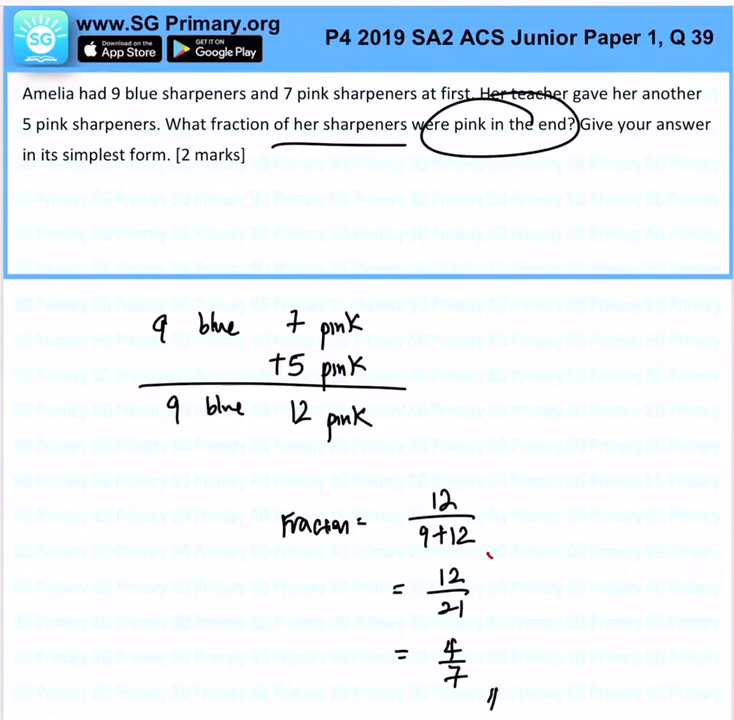 www.SG Primary.org
SG
Download on the
App Store
GET IT ON
Google Play
P4 2019 SA2 ACS Junior Paper 1, Q 39
Amelia had 9 blue sharpeners and 7 pink sharpeners at first. Her teacher gave her another
5 pink sharpeners. What fraction of her sharpeners were pink in the end? Give your answer
in its simplest form. [2 marks]
9 blue 7 pink
+5 pink
9 blue 12 pink
Fraction = 12/9+12
= 12/21
= 4/7